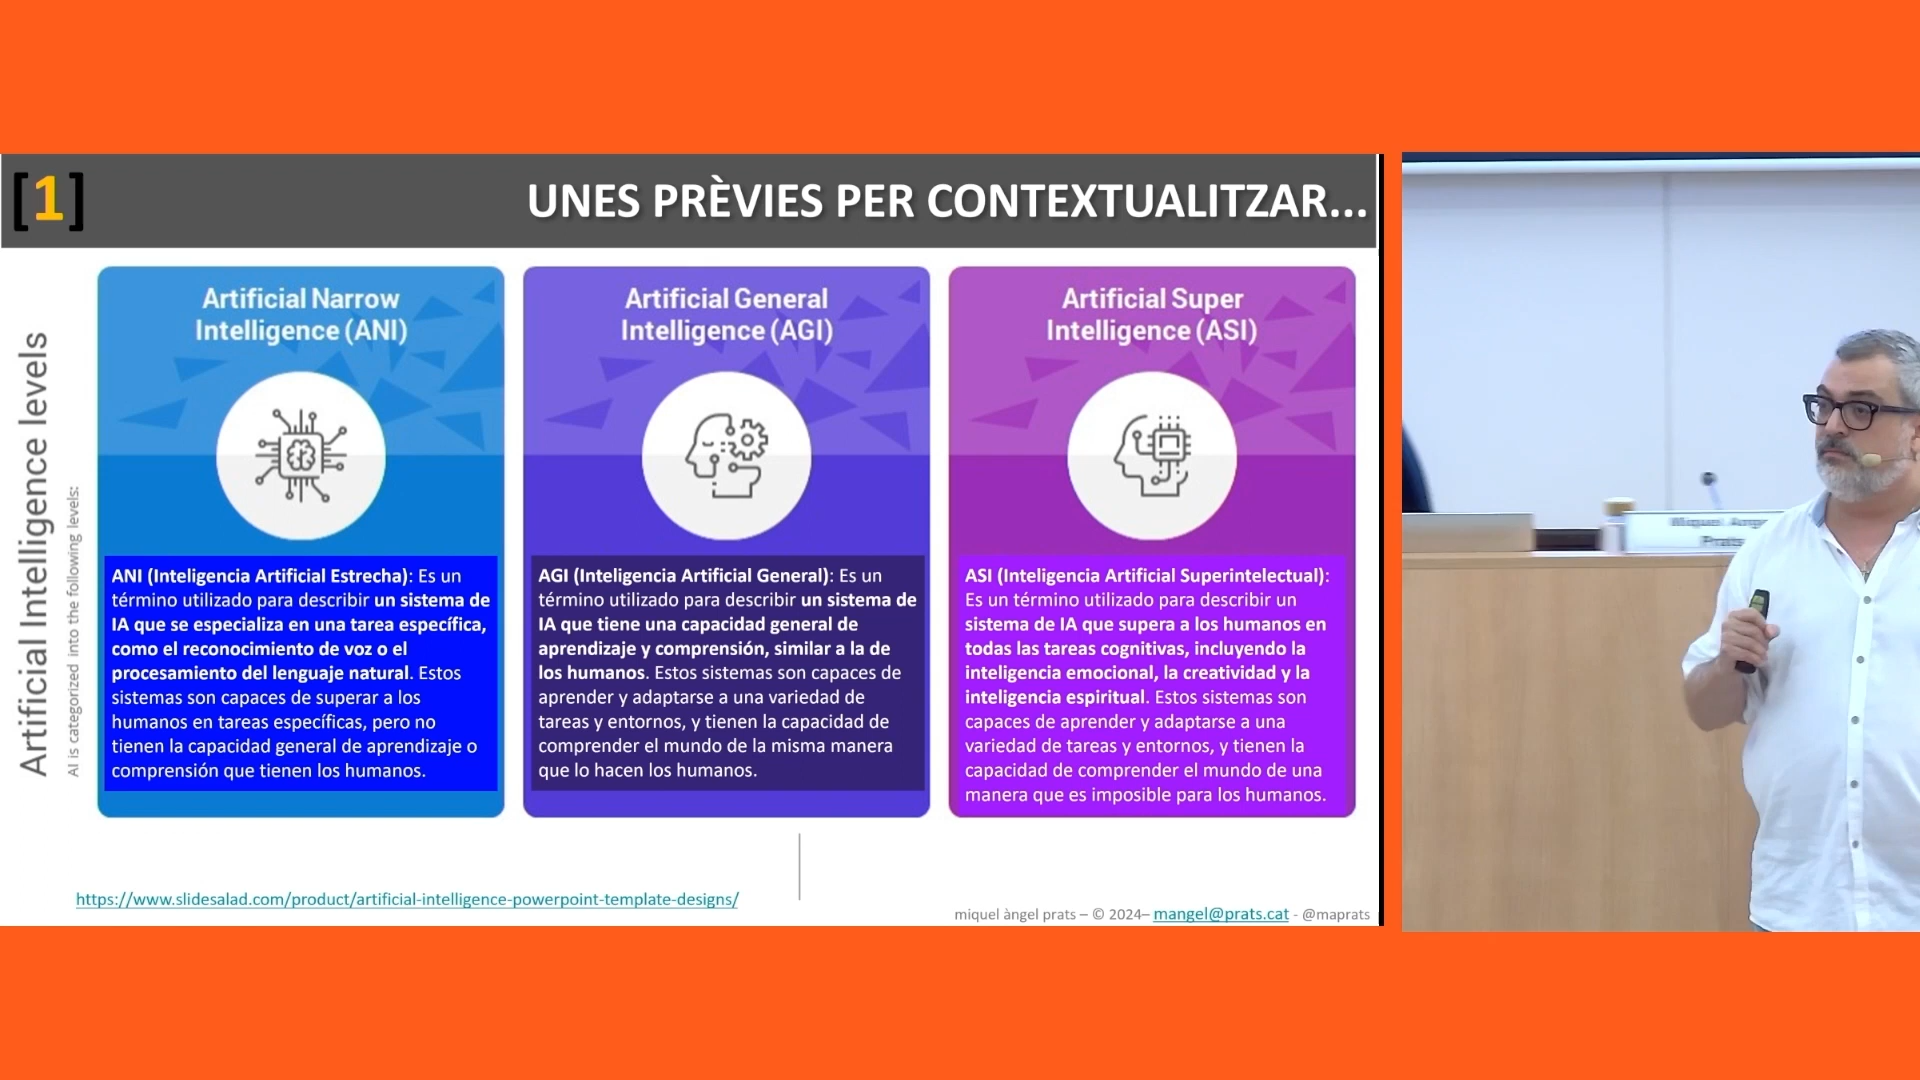 [1]
UNES PRÈVIES PER CONTEXTUALITZAR...
Artificial Intelligence levels
AI is categorized into the following levels:
Artificial Narrow
Intelligence (ANI)
ANI (Inteligencia Artificial Estrecha): Es un
término utilizado para describir un sistema de
IA que se especializa en una tarea específica,
como el reconocimiento de voz o el
procesamiento del lenguaje natural. Estos
sistemas son capaces de superar a los
humanos en tareas específicas, pero no
tienen la capacidad general de aprendizaje o
comprensión que tienen los humanos.
Artificial General
Intelligence (AGI)
AGI (Inteligencia Artificial General): Es un
término utilizado para describir un sistema de
IA que tiene una capacidad general de
aprendizaje y comprensión, similar a la de
los humanos. Estos sistemas son capaces de
aprender y adaptarse a una variedad de
tareas y entornos, y tienen la capacidad de
comprender el mundo de la misma manera
que lo hacen los humanos.
Artificial Super
Intelligence (ASI)
ASI (Inteligencia Artificial Superintelectual):
Es un término utilizado para describir un
sistema de IA que supera a los humanos en
todas las tareas cognitivas, incluyendo la
inteligencia emocional, la creatividad y la
inteligencia espiritual. Estos sistemas son
capaces de aprender y adaptarse a una
variedad de tareas y entornos, y tienen la
capacidad de comprender el mundo de una
manera que es imposible para los humanos.
https://www.slidesalad.com/product/artificial-intelligence-powerpoint-template-designs/
miquel àngel prats – © 2024– mangel@prats.cat - @maprats
Miquel Àngel
Prats